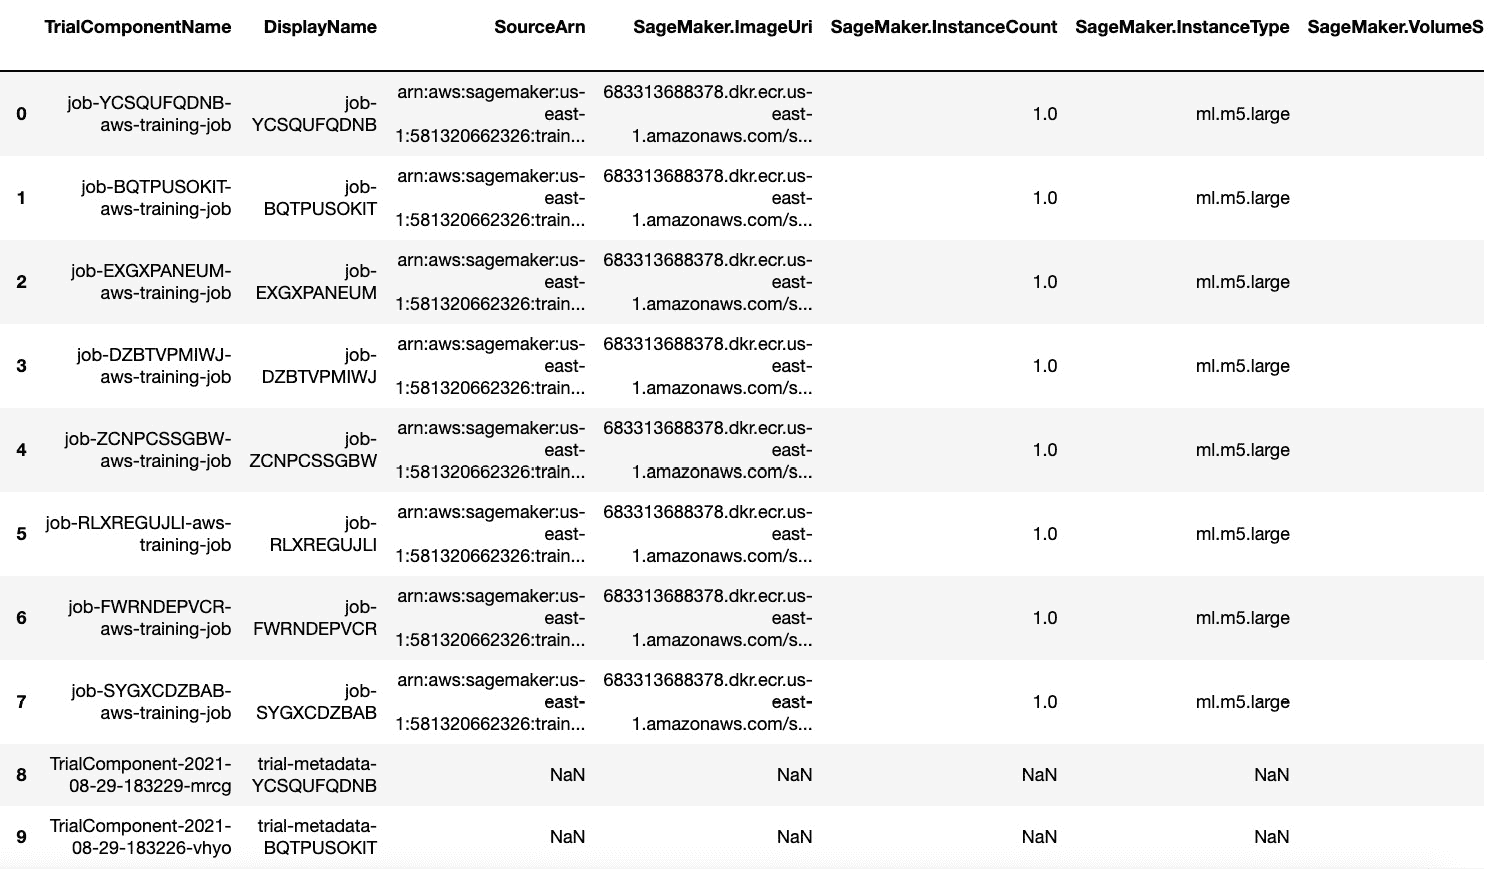 TrialComponentName DisplayName SourceArn SageMaker.ImageUri SageMaker.InstanceCount SageMaker.InstanceType SageMaker.VolumeS
0 job-YCSQUFQDNB- job- arn:aws:sagemaker:us- 683313688378.dkr.ecr.us- 1.0 ml.m5.large
aws-training-job YCSQUFQDNB east- east-
1:581320662326:train... 1.amazonaws.com/s...
1 job-BQTPUSOKIT- job- arn:aws:sagemaker:us- 683313688378.dkr.ecr.us- 1.0 ml.m5.large
aws-training-job BQTPUSOKIT east- east-
1:581320662326:train... 1.amazonaws.com/s...
2 job-EXGXPANEUM- job- arn:aws:sagemaker:us- 683313688378.dkr.ecr.us- 1.0 ml.m5.large
aws-training-job EXGXPANEUM east- east-
1:581320662326:train... 1.amazonaws.com/s...
3 job-DZBTVPMIWJ- job- arn:aws:sagemaker:us- 683313688378.dkr.ecr.us- 1.0 ml.m5.large
aws-training-job DZBTVPMIWJ east- east-
1:581320662326:train... 1.amazonaws.com/s...
4 job-ZCNPCSSGBW- job- arn:aws:sagemaker:us- 683313688378.dkr.ecr.us- 1.0 ml.m5.large
aws-training-job ZCNPCSSGBW east- east-
1:581320662326:train... 1.amazonaws.com/s...
5 job-RLXREGUJLI-aws- job- arn:aws:sagemaker:us- 683313688378.dkr.ecr.us- 1.0 ml.m5.large
training-job RLXREGUJLI east- east-
1:581320662326:train... 1.amazonaws.com/s...
6 job-FWRNDEPVCR- job- arn:aws:sagemaker:us- 683313688378.dkr.ecr.us- 1.0 ml.m5.large
aws-training-job FWRNDEPVCR east- east-
1:581320662326:train... 1.amazonaws.com/s...
7 job-SYGXCDZBAB- job- arn:aws:sagemaker:us- 683313688378.dkr.ecr.us- 1.0 ml.m5.large
aws-training-job SYGXCDZBAB east- east-
1:581320662326:train... 1.amazonaws.com/s...
8 TrialComponent-2021- trial-metadata- NaN NaN NaN NaN
08-29-183229-mrcg YCSQUFQDNB
9 TrialComponent-2021- trial-metadata- NaN NaN NaN NaN
08-29-183226-vhyo BQTPUSOKIT